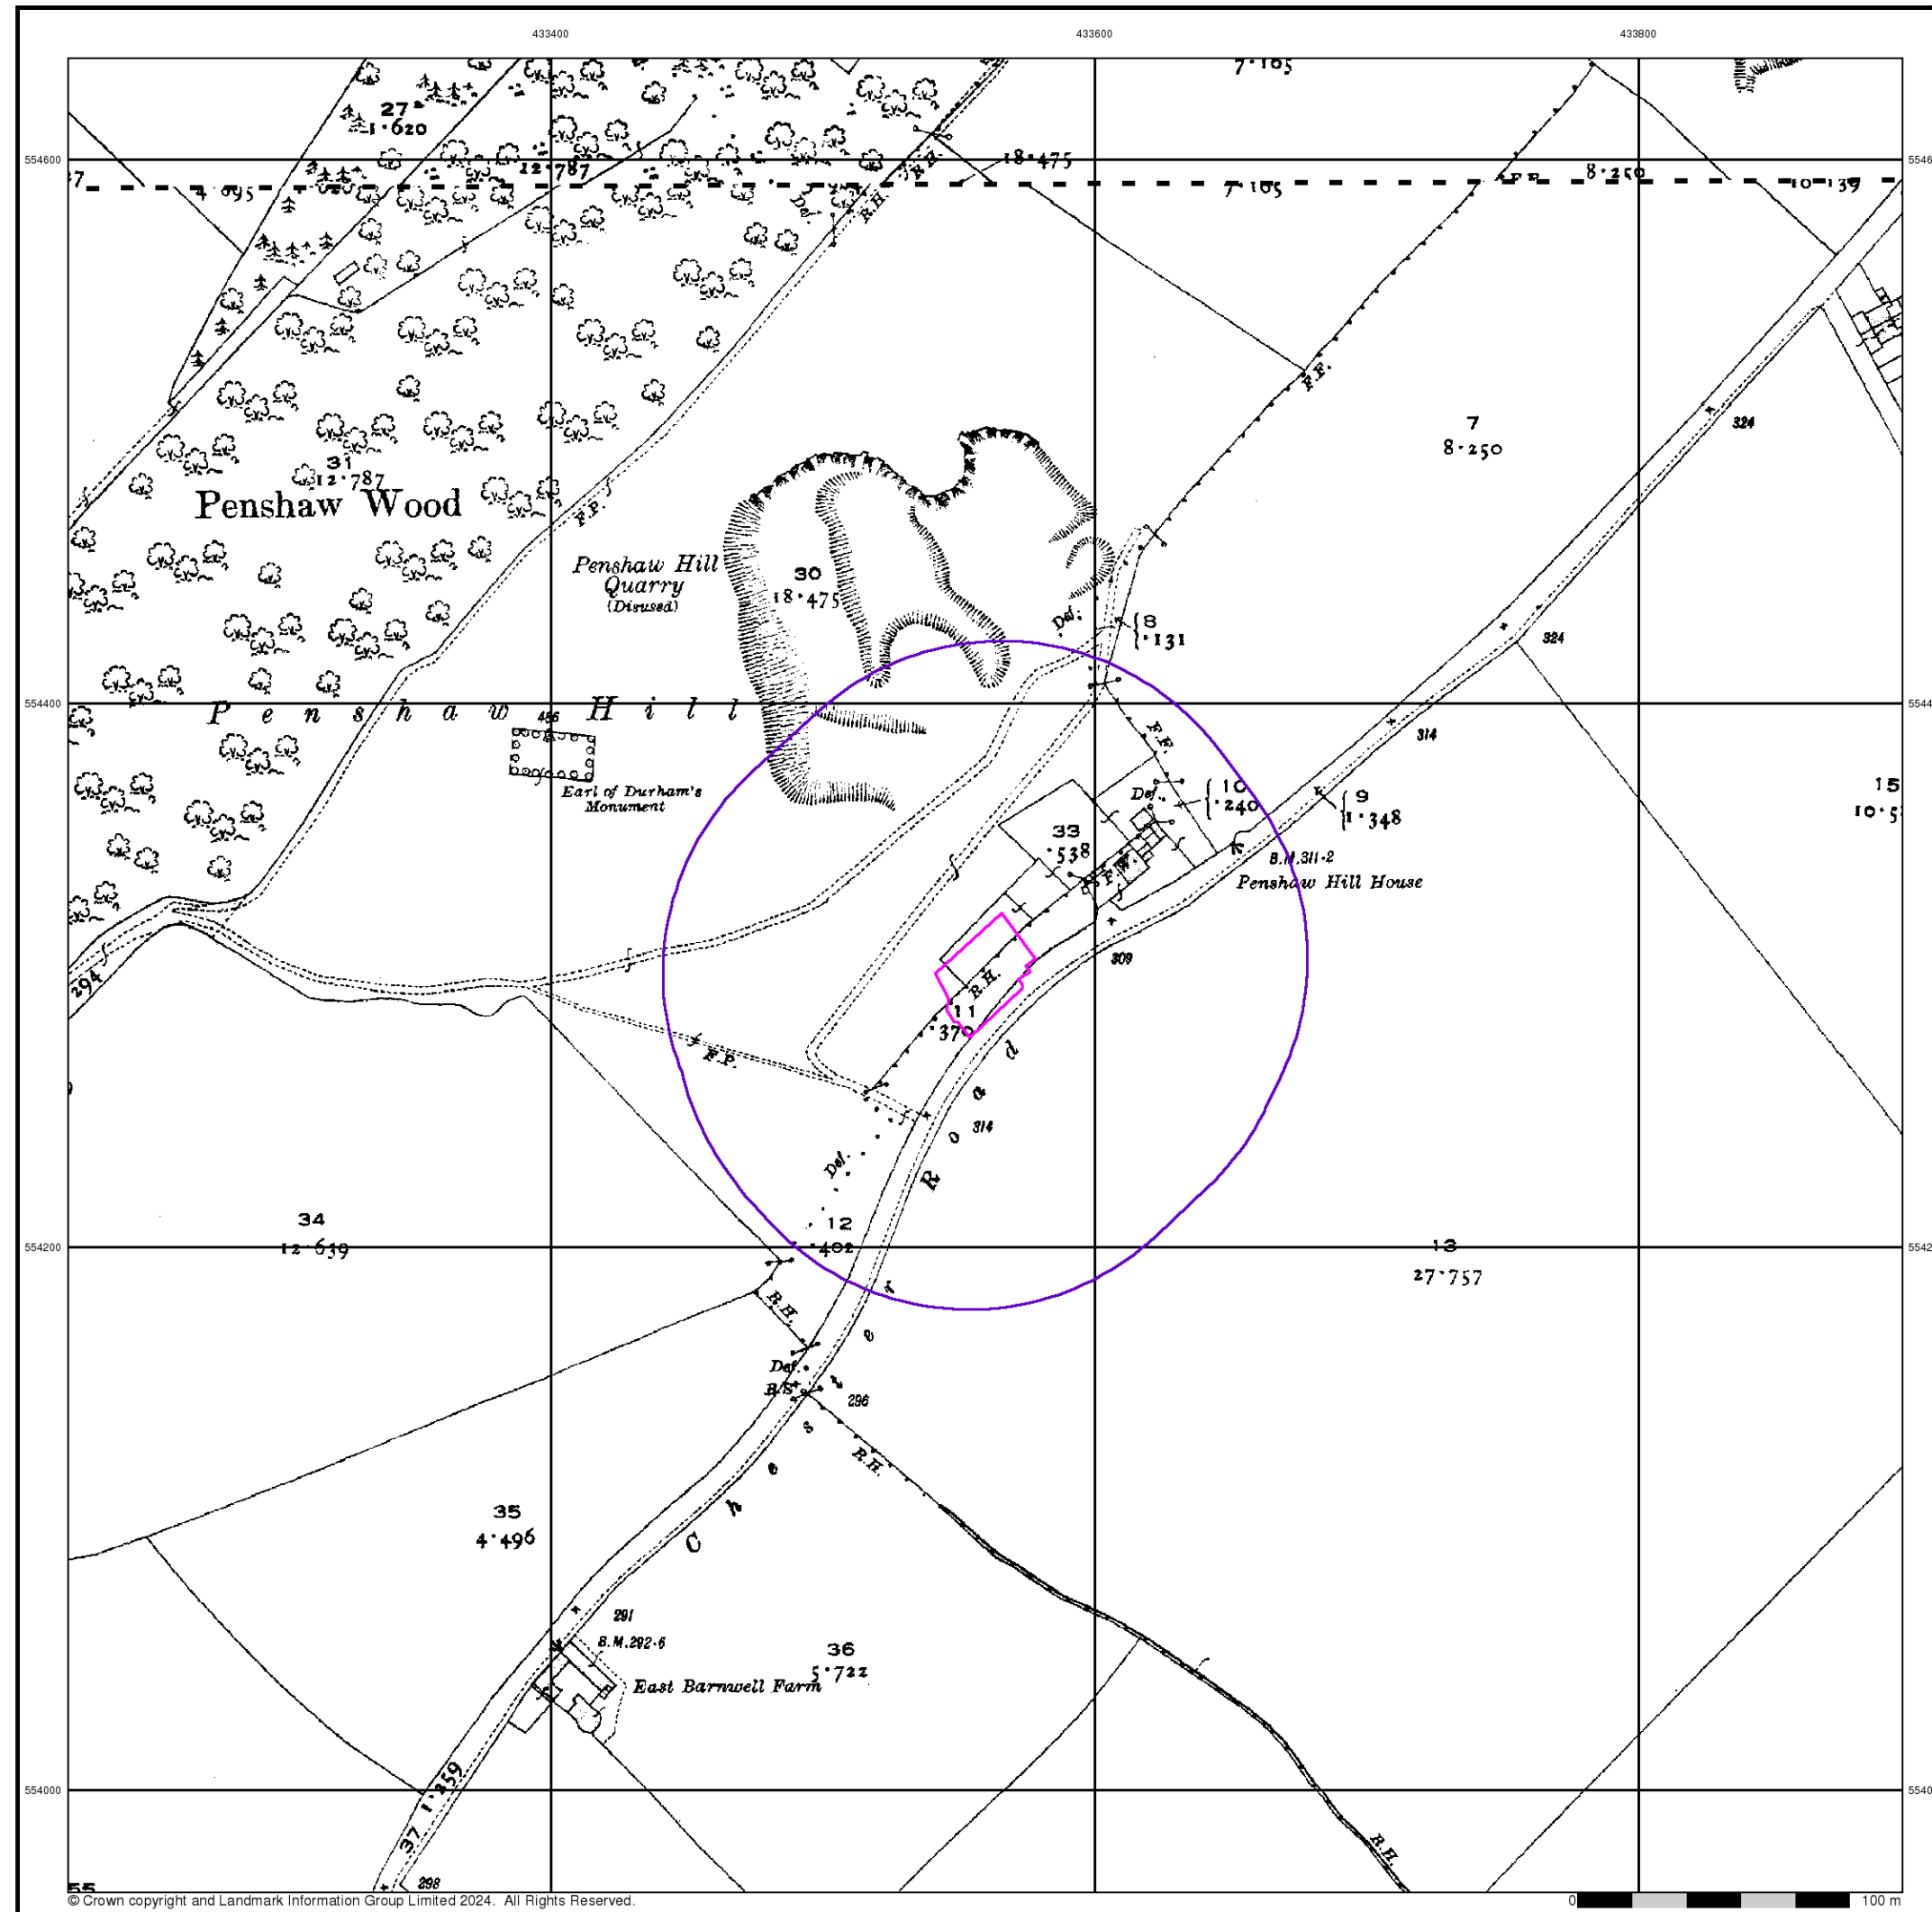 433400
433600
433800
7·105
27
1·620
554600
12·787
18·475
8·250
4·095
7·105
F.F.
10·139
Def.
R.H.
R.H.
F.F.
7
8·250
324
31
12·787
Penshaw Wood
F.P.
Penshaw Hill
Quarry
(Disused)
30
18·475
Def.
8
·131
324
554400
Penshaw Hill
486
Earl of Durham's
Monument
F.F.
314
Def.
10
·240
9
1·348
15
33
·538
F.W.
B.M.311·2
Penshaw Hill House
294
309
R.H.
11
·370
F.P.
314
Def.
Chester Road
34
12·639
12
·402
554200
13
27·757
R.H.
Def.
B.S.
296
R.H.
35
4·496
291
B.M.292·6
36
5·722
East Barnwell Farm
554000
37
1·259
R.H.
298
© Crown copyright and Landmark Information Group Limited 2024. All Rights Reserved.
0
100 m